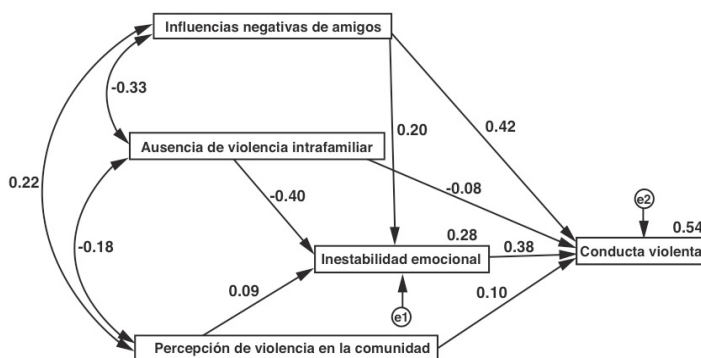 Influencias negativas de amigos
-0.33
0.20
0.42
Ausencia de violencia intrafamiliar
0.22
-0.40
-0.08
e2
-0.18
0.28
0.54
0.38
Conducta violenta
Inestabilidad emocional
0.09
0.10
e1
Percepción de violencia en la comunidad